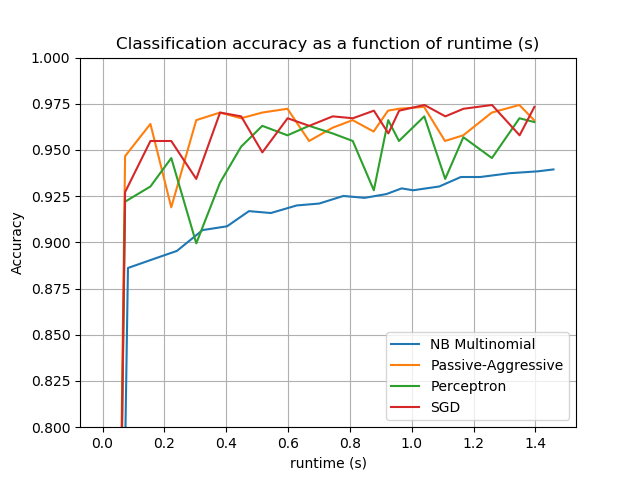 Classification accuracy as a function of runtime (s)
1.000
0.975
0.950
0.925
0.900
0.875
0.850
0.825
0.800
Accuracy
NB Multinomial
Passive-Aggressive
Perceptron
SGD
0.0 0.2 0.4 0.6 0.8 1.0 1.2 1.4
runtime (s)